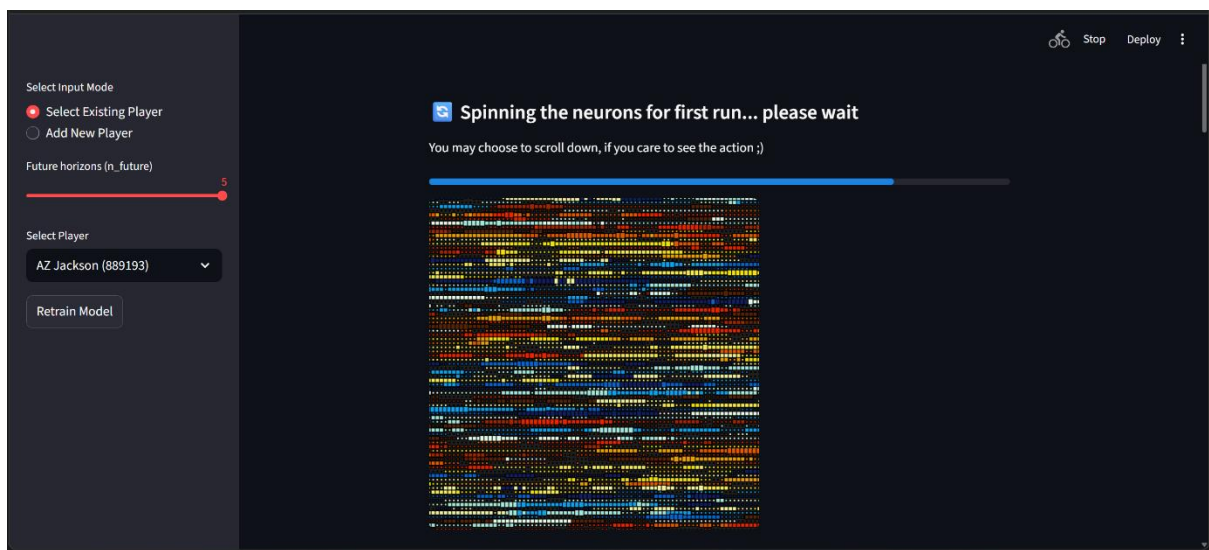 Stop Deploy
Select Input Mode
Select Existing Player
Add New Player
Future horizons (n_future)
5
Select Player
AZ Jackson (889193)
Retrain Model
Spinning the neurons for first run... please wait
You may choose to scroll down, if you care to see the action ;)